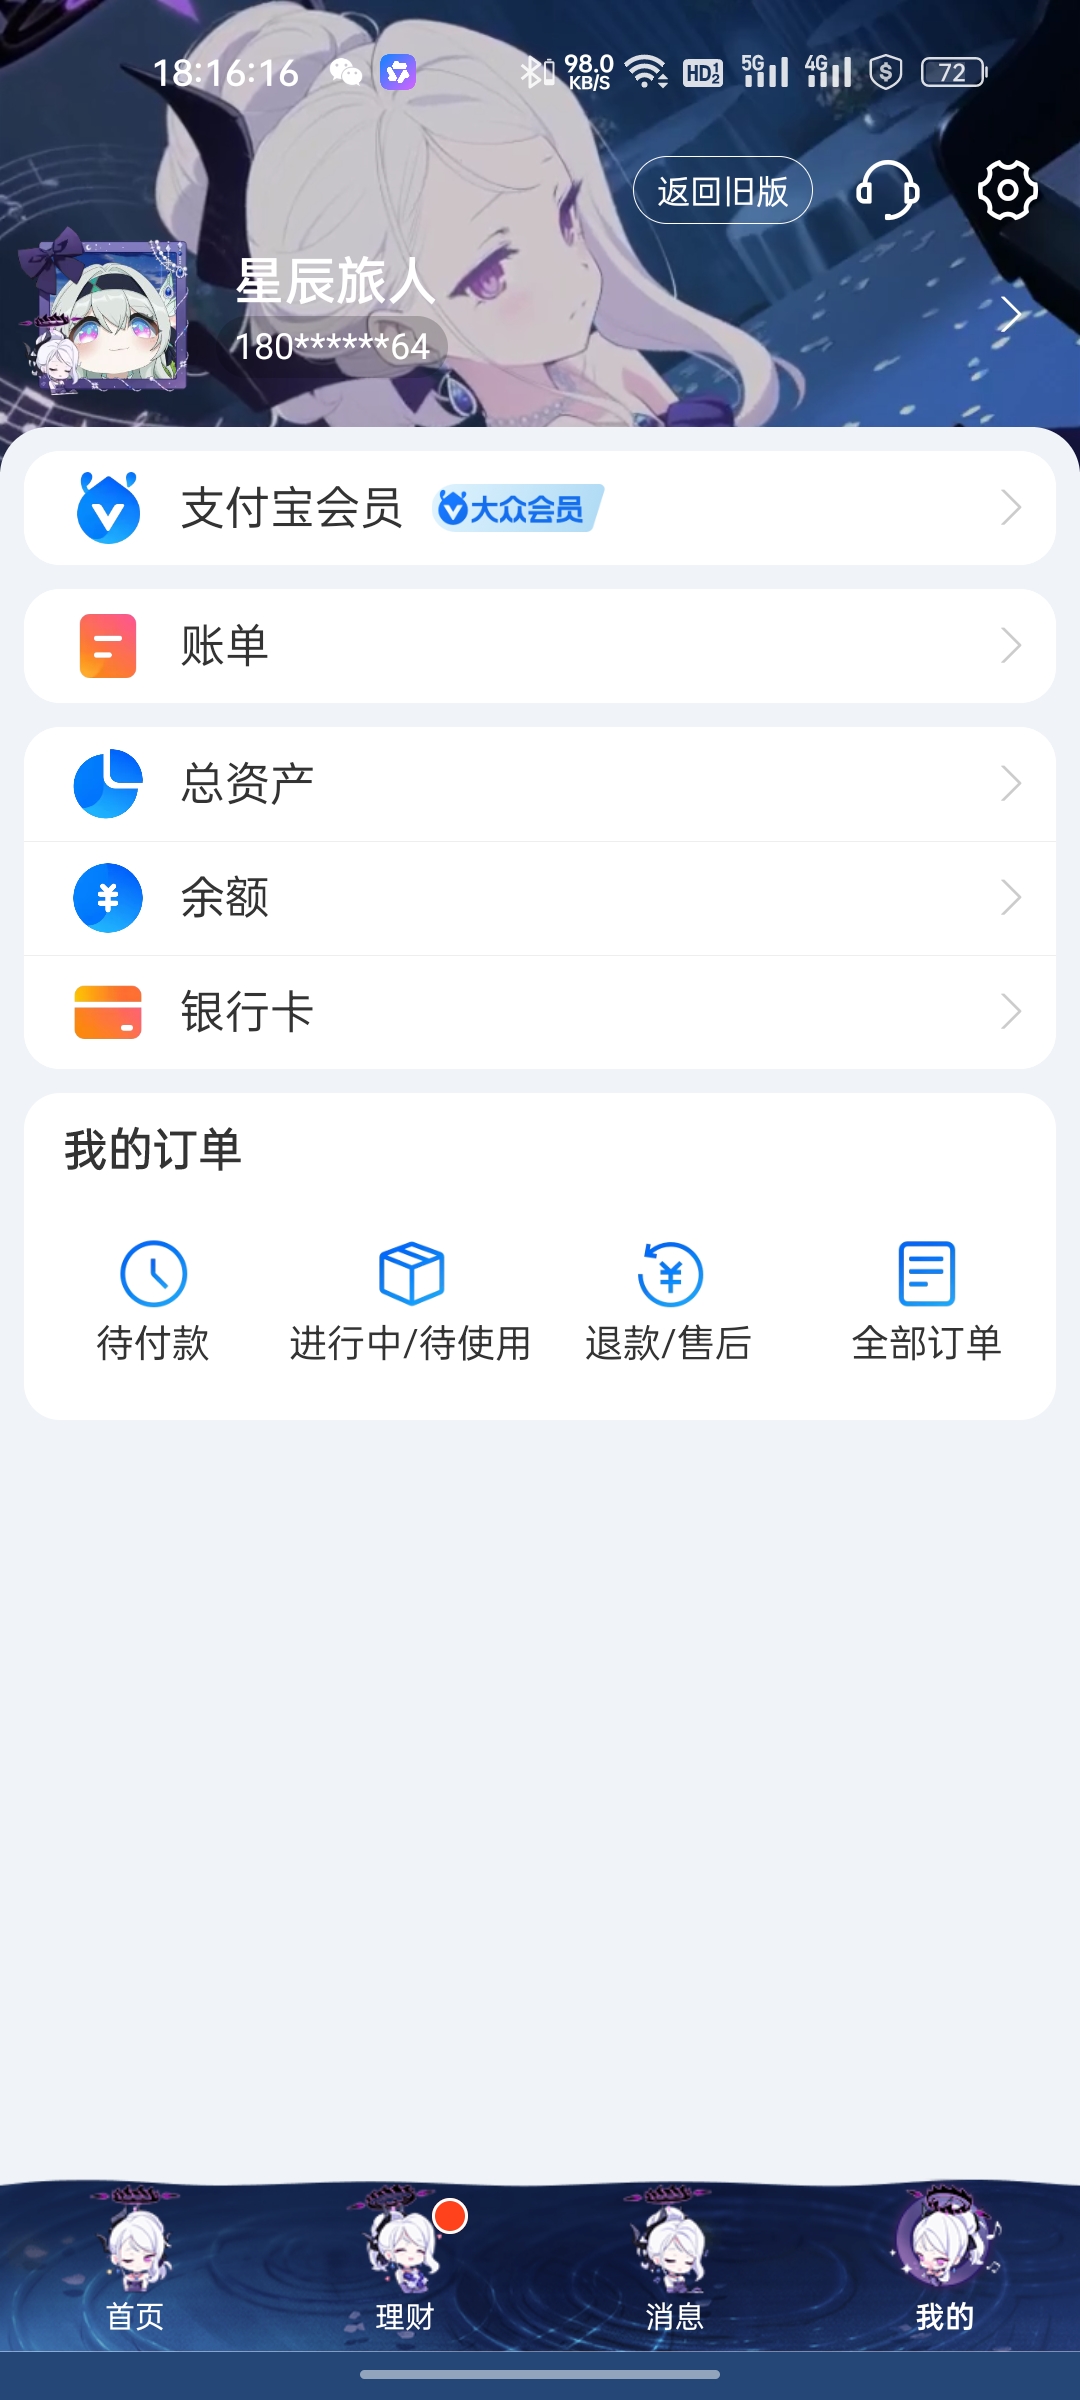 18:16:16 98.0 KB/S HD 1 2 5G 4G 72
返回旧版
星辰旅人
180******64
支付宝会员 大众会员
账单
总资产
余额
银行卡
我的订单
待付款 进行中/待使用 退款/售后 全部订单
首页 理财 消息 我的